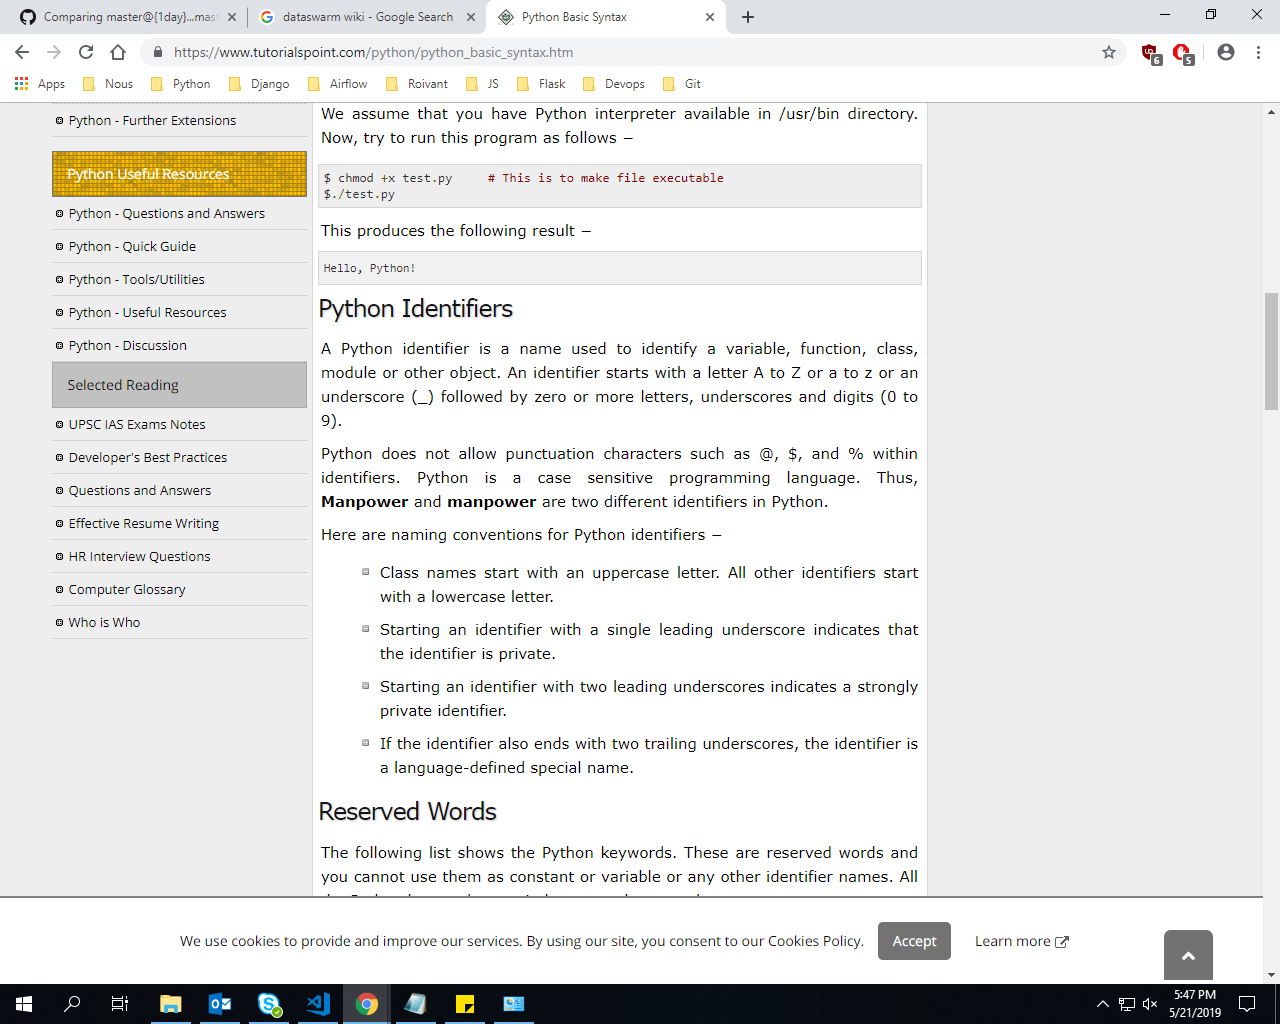 Comparing master@{1day}...mast
dataswarm wiki - Google Search
Python Basic Syntax
https://www.tutorialspoint.com/python/python_basic_syntax.htm
6
5
Apps
Nous
Python
Django
Airflow
Roivant
JS
Flask
Devops
Git
Python - Further Extensions
Python Useful Resources
Python - Questions and Answers
Python - Quick Guide
Python - Tools/Utilities
Python - Useful Resources
Python - Discussion
Selected Reading
UPSC IAS Exams Notes
Developer's Best Practices
Questions and Answers
Effective Resume Writing
HR Interview Questions
Computer Glossary
Who is Who
We assume that you have Python interpreter available in /usr/bin directory.
Now, try to run this program as follows −
$ chmod +x test.py     # This is to make file executable
$./test.py
This produces the following result −
Hello, Python!
Python Identifiers
A Python identifier is a name used to identify a variable, function, class,
module or other object. An identifier starts with a letter A to Z or a to z or an
underscore (_) followed by zero or more letters, underscores and digits (0 to
9).
Python does not allow punctuation characters such as @, $, and % within
identifiers. Python is a case sensitive programming language. Thus,
Manpower and manpower are two different identifiers in Python.
Here are naming conventions for Python identifiers −
Class names start with an uppercase letter. All other identifiers start
with a lowercase letter.
Starting an identifier with a single leading underscore indicates that
the identifier is private.
Starting an identifier with two leading underscores indicates a strongly
private identifier.
If the identifier also ends with two trailing underscores, the identifier is
a language-defined special name.
Reserved Words
The following list shows the Python keywords. These are reserved words and
you cannot use them as constant or variable or any other identifier names. All
We use cookies to provide and improve our services. By using our site, you consent to our Cookies Policy.
Accept
Learn more
5:47 PM
5/21/2019